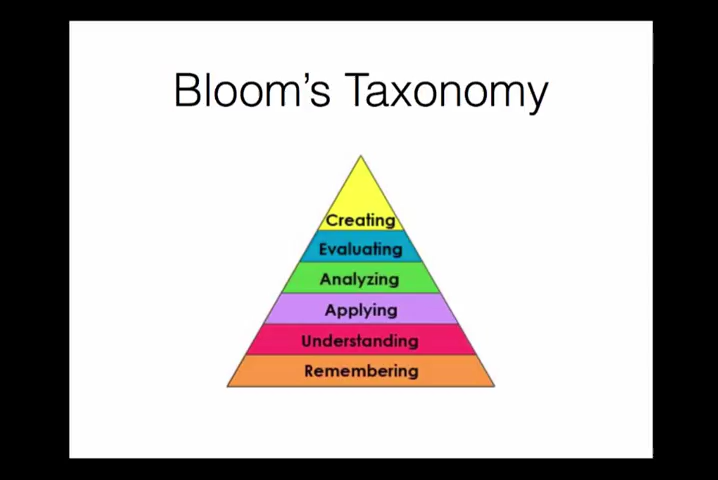 Bloom’s Taxonomy
Creating
Evaluating
Analyzing
Applying
Understanding
Remembering